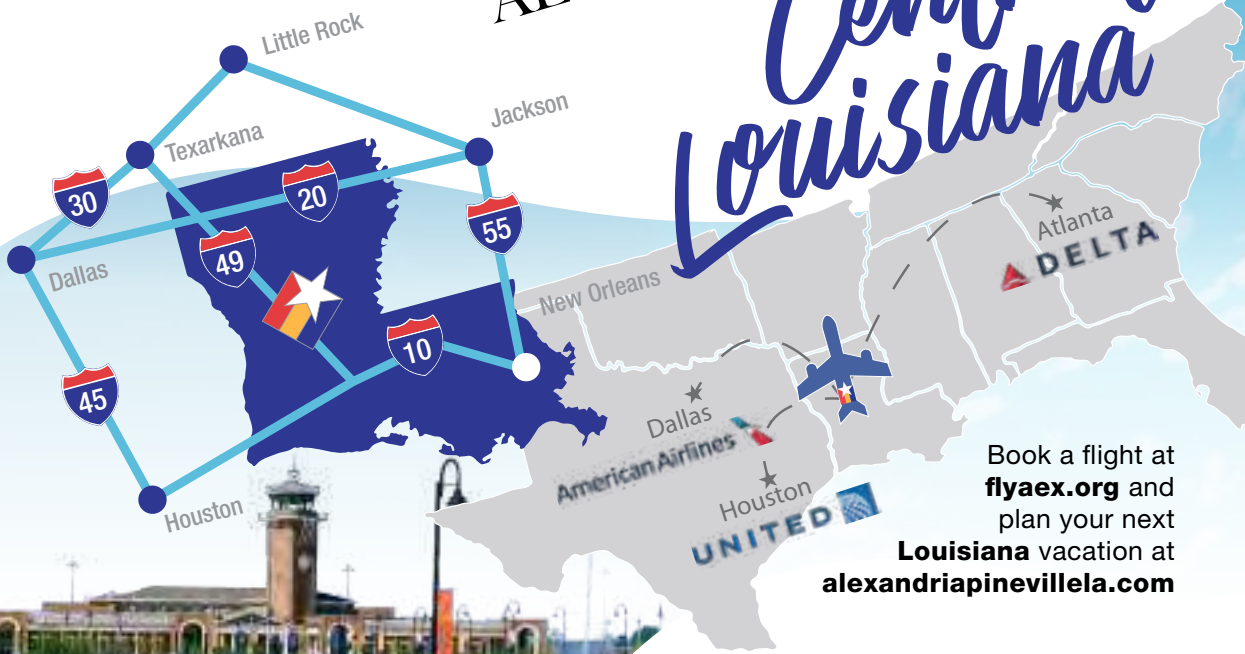 Louisiana
Little Rock
Jackson
Texarkana
30
20
55
49
Dallas
New Orleans
10
45
Houston
Atlanta
DELTA
Dallas
American Airlines
Houston
UNITED
Book a flight at
flyaex.org and
plan your next
Louisiana vacation at
alexandriapinevillela.com